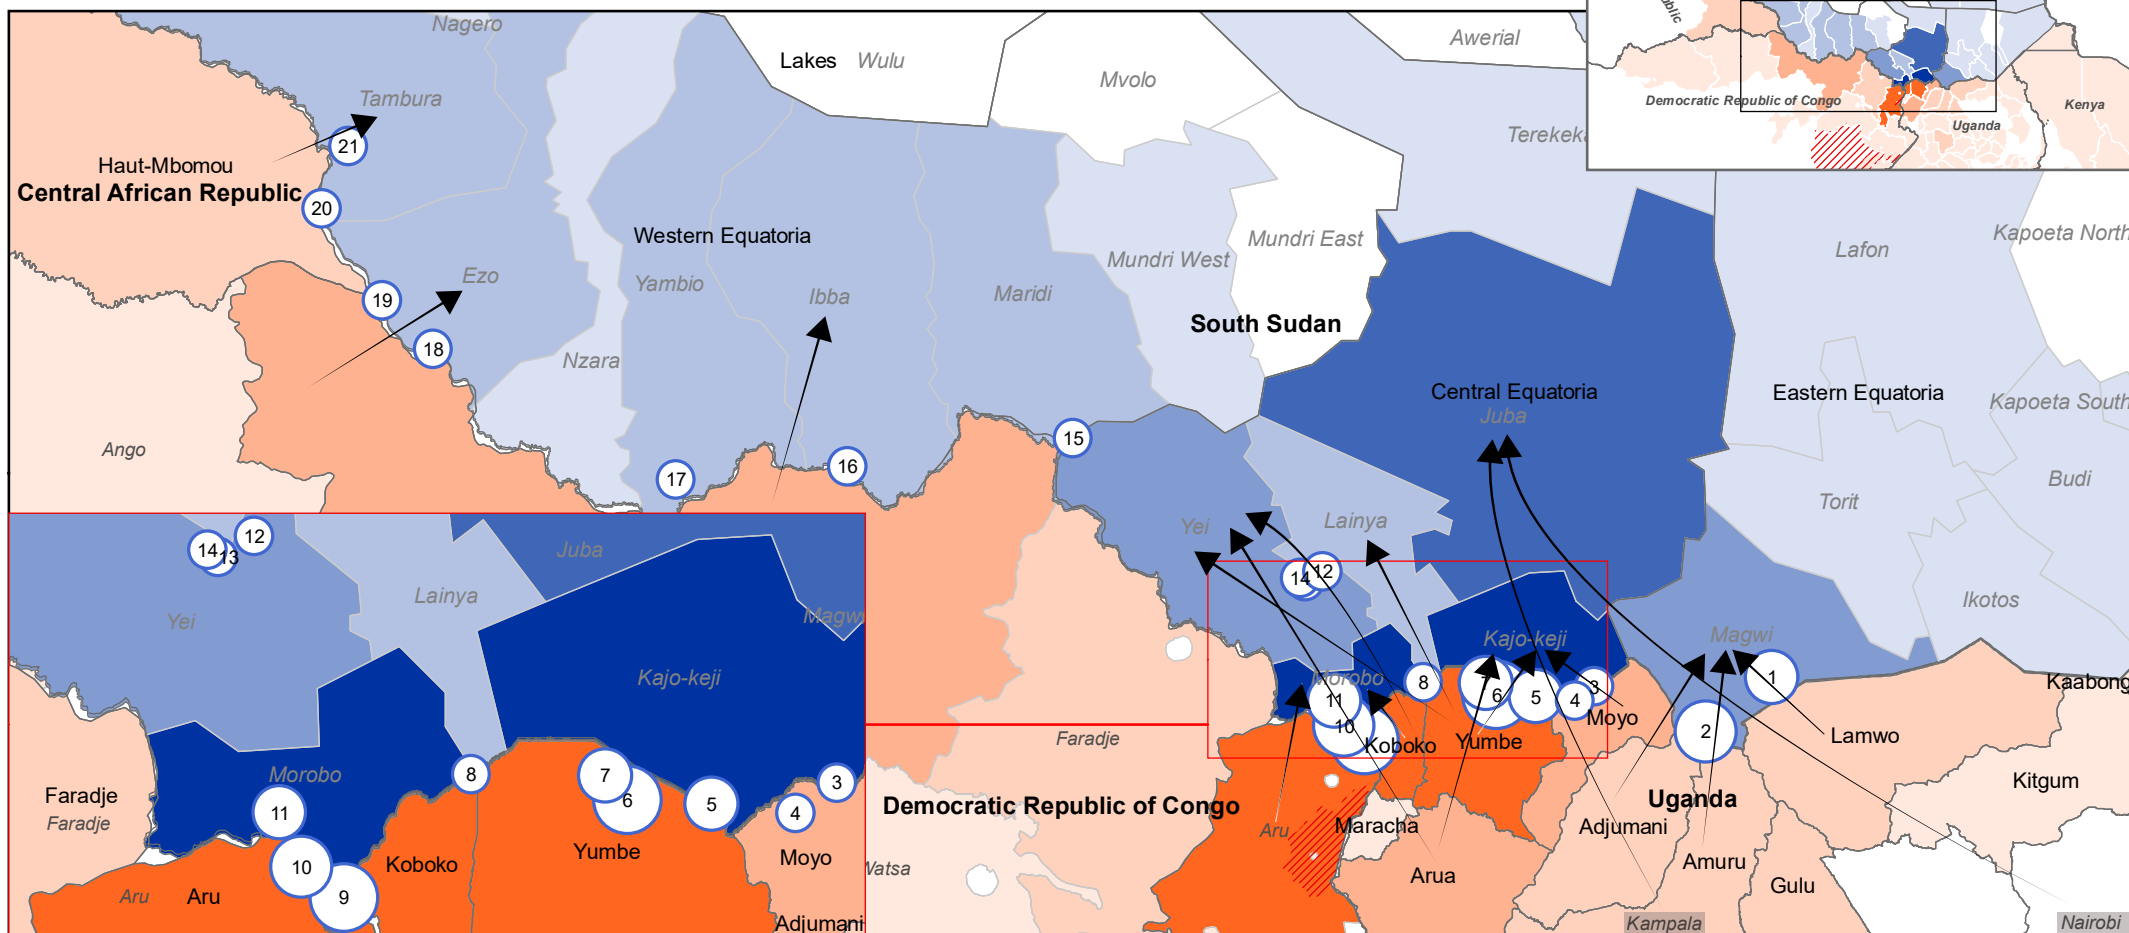 Nagero
Lakes Wulu
Awerial
Mvolo
Tambura
Terekeka
Democratic Republic of Congo
Uganda
Kenya
21
Haut-Mbomou
Central African Republic
20
Western Equatoria
Mundri East
Mundri West
Lafon
Kapoeta North
Ezo
Yambio
Ibba
Maridi
19
South Sudan
18
Nzara
Central Equatoria
Juba
Eastern Equatoria
Kapoeta South
Ango
15
16
17
Budi
Torit
Yei
Lainya
14
12
Ikotos
Kajo-keji
Magwi
Morobo
8
6
5
4
3
1
Kaabong
11
10
Moyo
2
Lamwo
Koboko
Yumbe
Faradje
Kitgum
Democratic Republic of Congo
Uganda
Aru
Maracha
Adjumani
Amuru
Watsa
Arua
Gulu
Kampala
Nairobi
14
13
12
Juba
Lainya
Yei
Magwi
Kajo-keji
Morobo
8
7
6
5
3
4
11
Faradje
Faradje
10
Koboko
Yumbe
Moyo
9
Aru
Aru
Adjumani